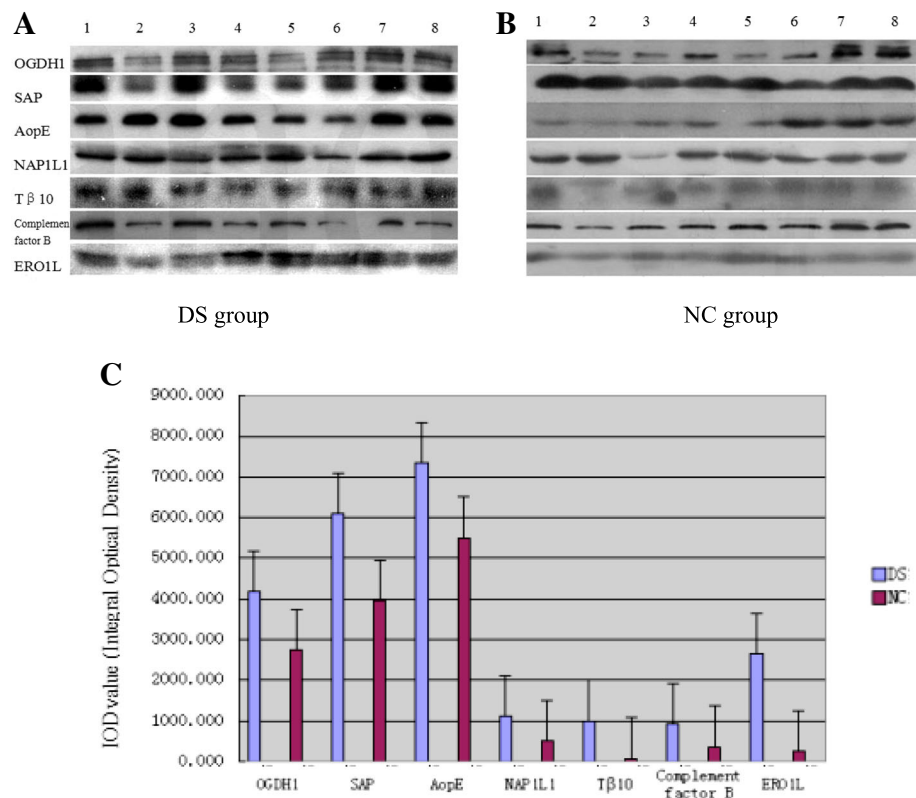 A
1 2 3 4 5 6 7 8
OGDH1
SAP
AopE
NAP1L1
Tβ10
Complemen
factor B
ERO1L
DS group
B
1 2 3 4 5 6 7 8
NC group
C
IOD value (Integral Optical Density)
9000.000
8000.000
7000.000
6000.000
5000.000
4000.000
3000.000
2000.000
1000.000
0.000
OGDH1 SAP AopE NAP1L1 Tβ10 Complement ERO1L
factor B
DS
NC